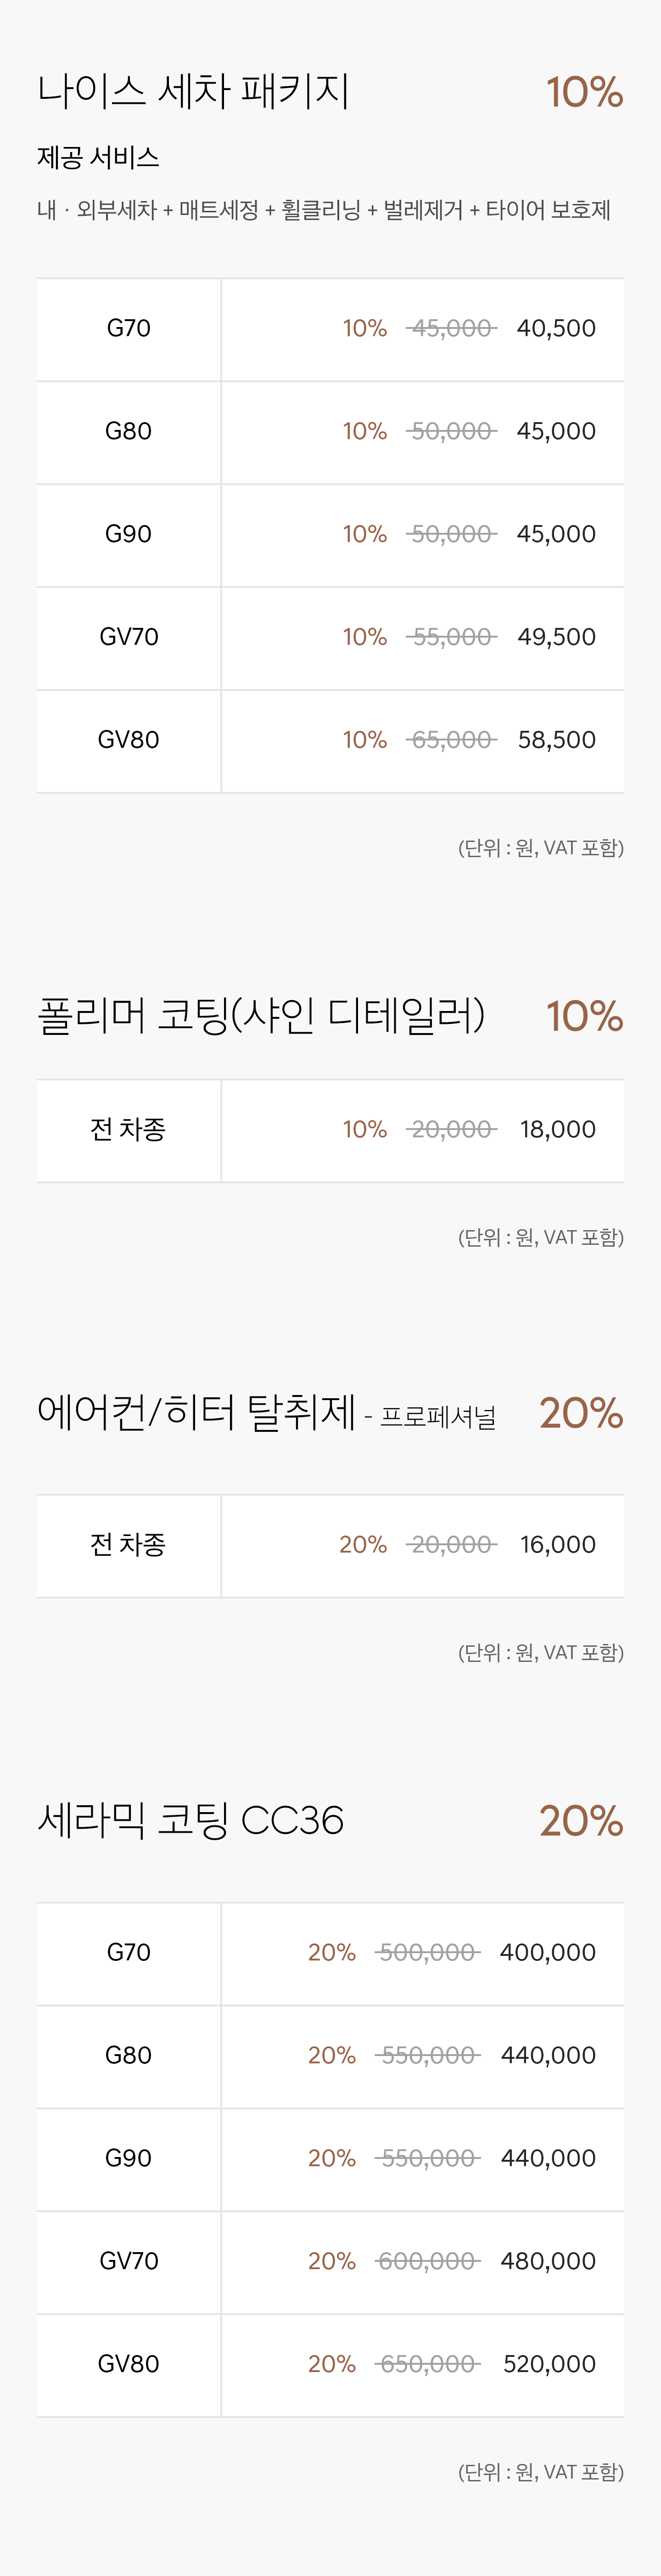 나이스 세차 패키지 10%
제공 서비스
내 · 외부세차 + 매트세정 + 휠클리닝 + 벌레제거 + 타이어 보호제
G70 10% 45,000 40,500
G80 10% 50,000 45,000
G90 10% 50,000 45,000
GV70 10% 55,000 49,500
GV80 10% 65,000 58,500
(단위 : 원, VAT 포함)
폴리머 코팅(샤인 디테일러) 10%
전 차종 10% 20,000 18,000
(단위 : 원, VAT 포함)
에어컨/히터 탈취제 - 프로페셔널 20%
전 차종 20% 20,000 16,000
(단위 : 원, VAT 포함)
세라믹 코팅 CC36 20%
G70 20% 500,000 400,000
G80 20% 550,000 440,000
G90 20% 550,000 440,000
GV70 20% 600,000 480,000
GV80 20% 650,000 520,000
(단위 : 원, VAT 포함)